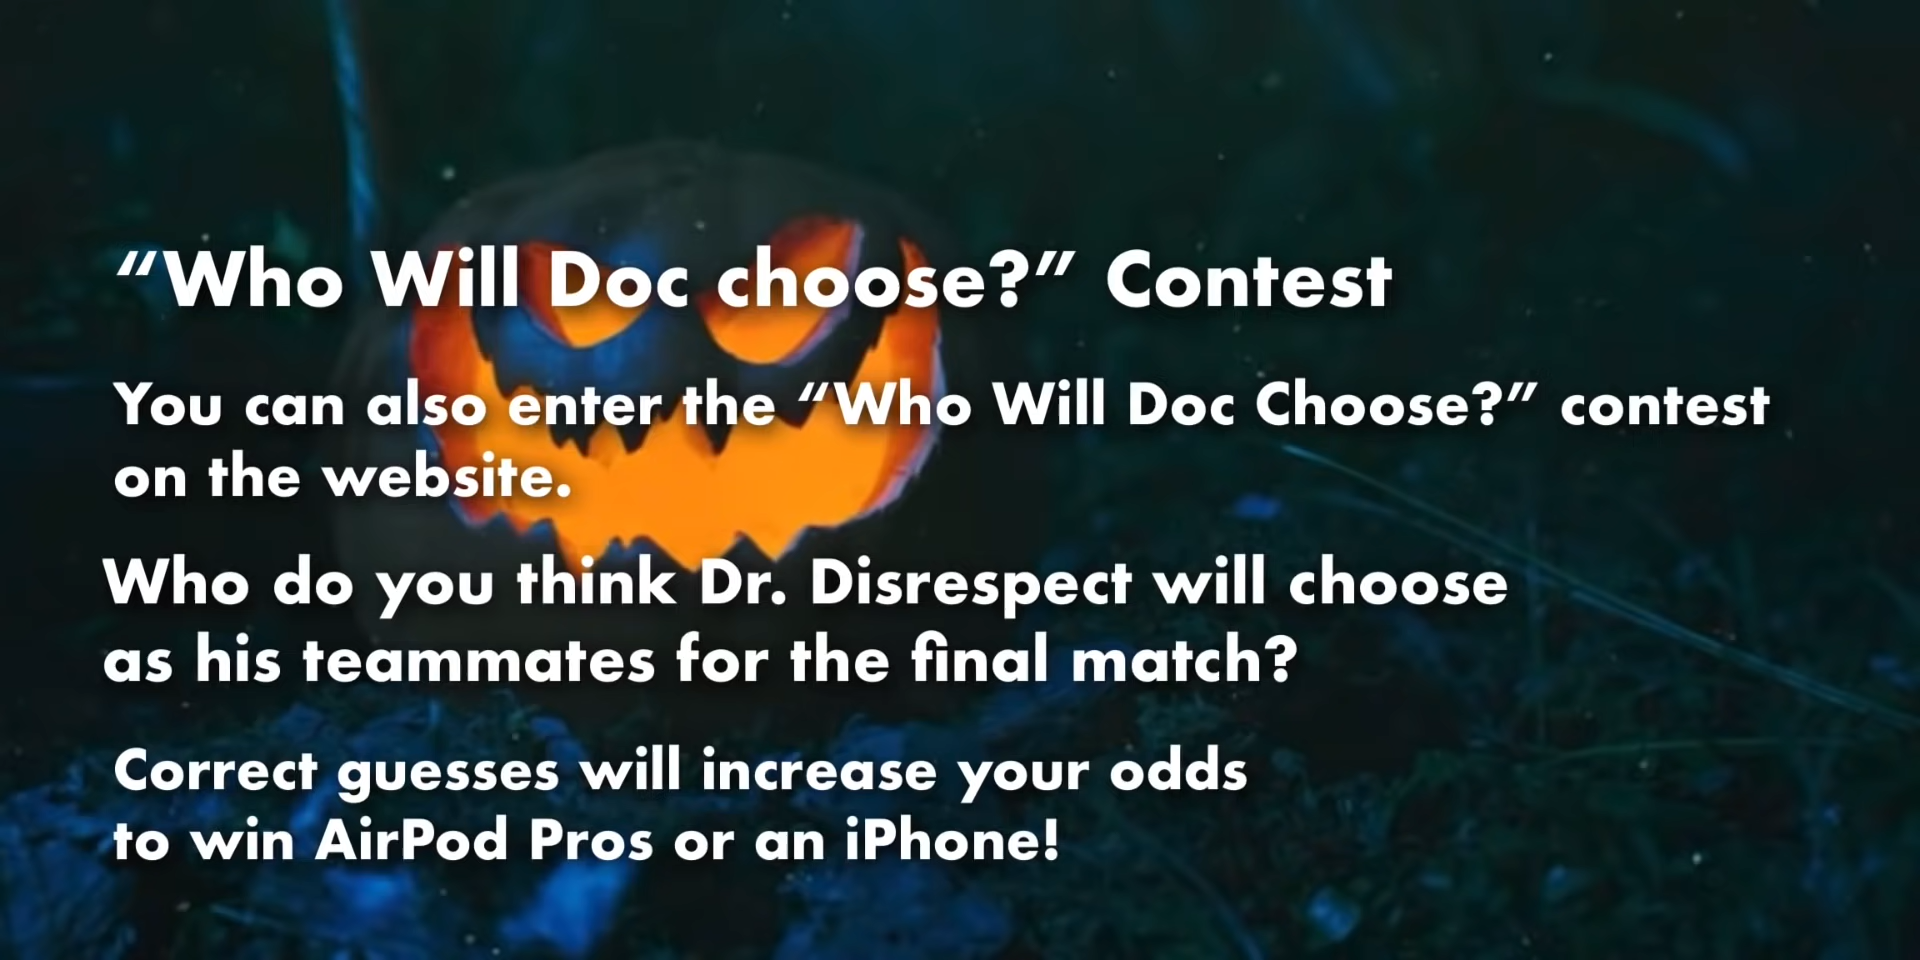 “Who Will Doc choose?” Contest
You can also enter the “Who Will Doc Choose?” contest
on the website.
Who do you think Dr. Disrespect will choose
as his teammates for the final match?
Correct guesses will increase your odds
to win AirPod Pros or an iPhone!